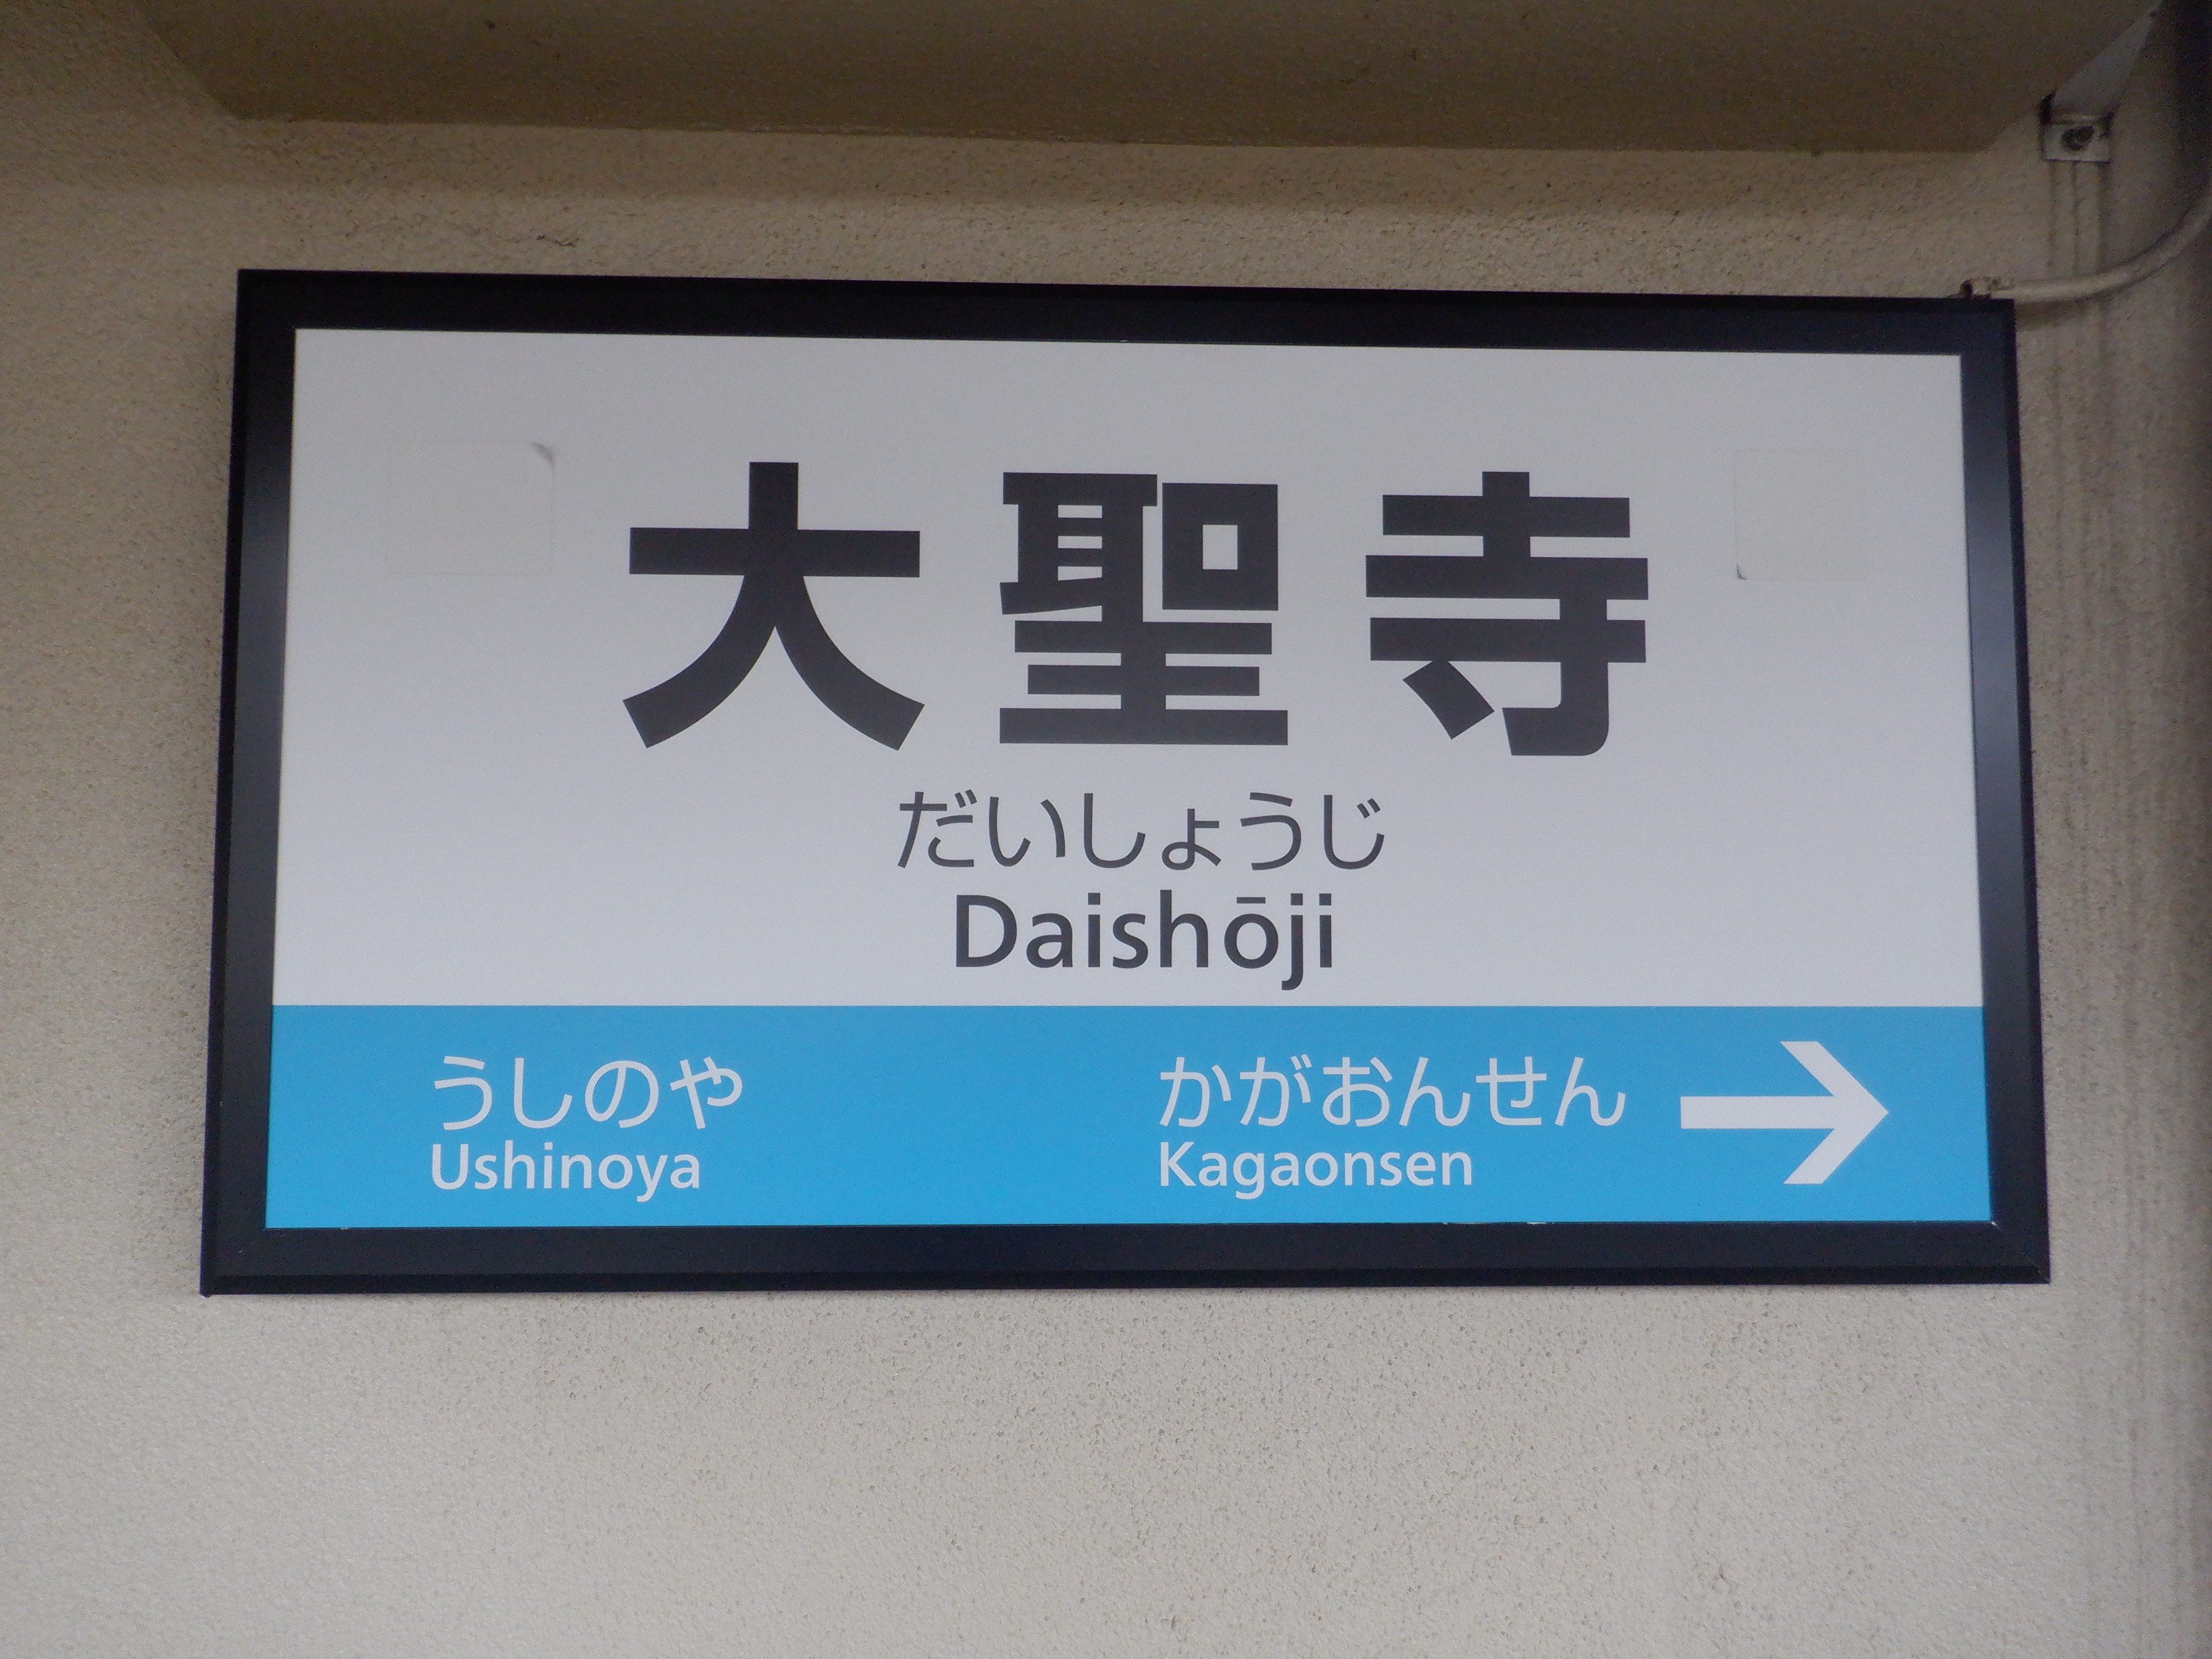 大聖寺
だいしょうじ
Daishōji
うしのや
Ushinoya
かがおんせん →
Kagaonsen